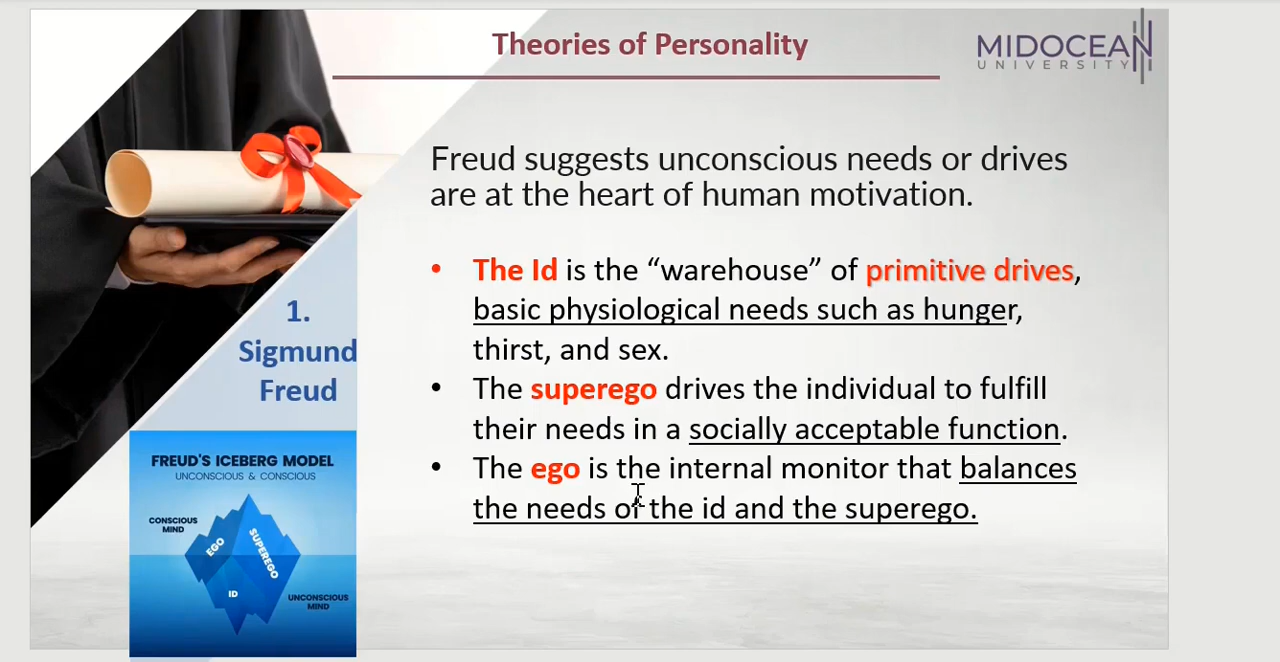 Theories of Personality
MIDOCEAN
UNIVERSITY
Freud suggests unconscious needs or drives
are at the heart of human motivation.
• The Id is the “warehouse” of primitive drives,
basic physiological needs such as hunger,
thirst, and sex.
• The superego drives the individual to fulfill
their needs in a socially acceptable function.
• The ego is the internal monitor that balances
the needs of the id and the superego.
1.
Sigmund
Freud
FREUD'S ICEBERG MODEL
UNCONSCIOUS & CONSCIOUS
CONSCIOUS
MIND
EGO
SUPEREGO
ID
UNCONSCIOUS
MIND